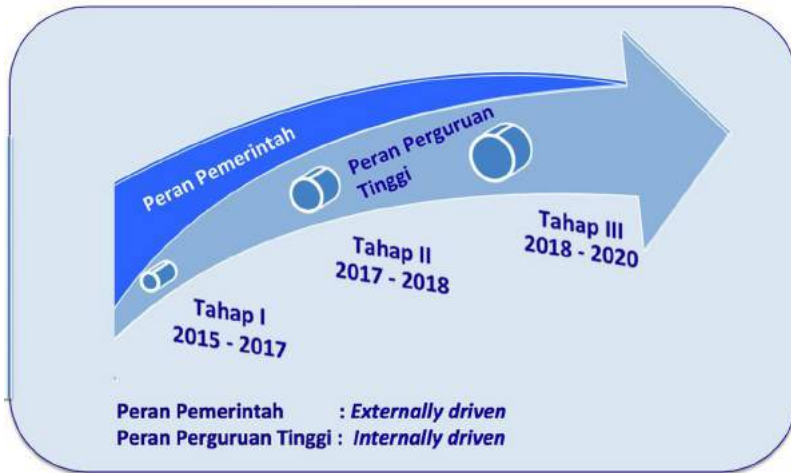 Peran Pemerintah
Peran Perguruan
Tinggi
Tahap I
2015 - 2017
Tahap II
2017 - 2018
Tahap III
2018 - 2020
Peran Pemerintah : Externally driven
Peran Perguruan Tinggi : Internally driven